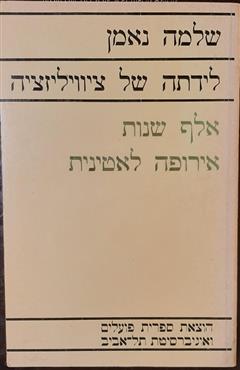 שלמה נאמן
לידתה של ציוויליזציה
אלף שנות
אירופה לאטינית
הוצאת ספרית פועלים
ואוניברסיטת תל־אביב